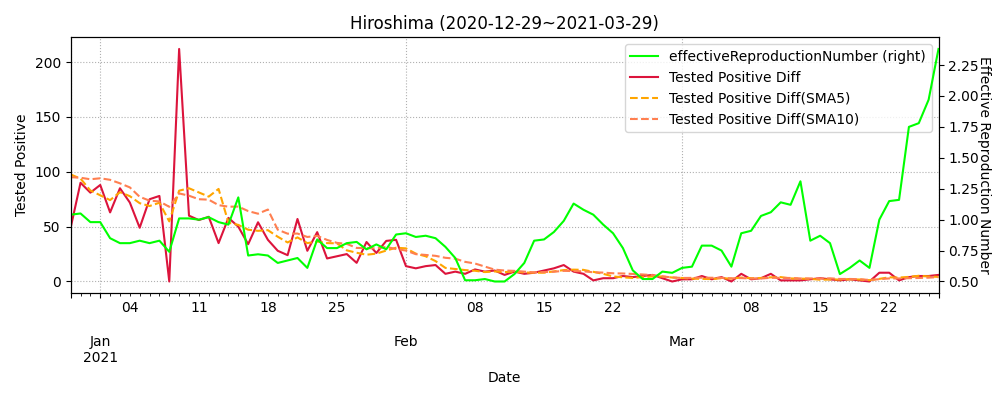 Hiroshima (2020-12-29~2021-03-29)
effectiveReproductionNumber (right)
Tested Positive Diff
Tested Positive Diff(SMA5)
Tested Positive Diff(SMA10)
Tested Positive
200
150
100
50
0
Effective Reproduction Number
2.25
2.00
1.75
1.50
1.25
1.00
0.75
0.50
04 11 18 25 08 15 22 08 15 22
Jan Feb Mar
2021
Date